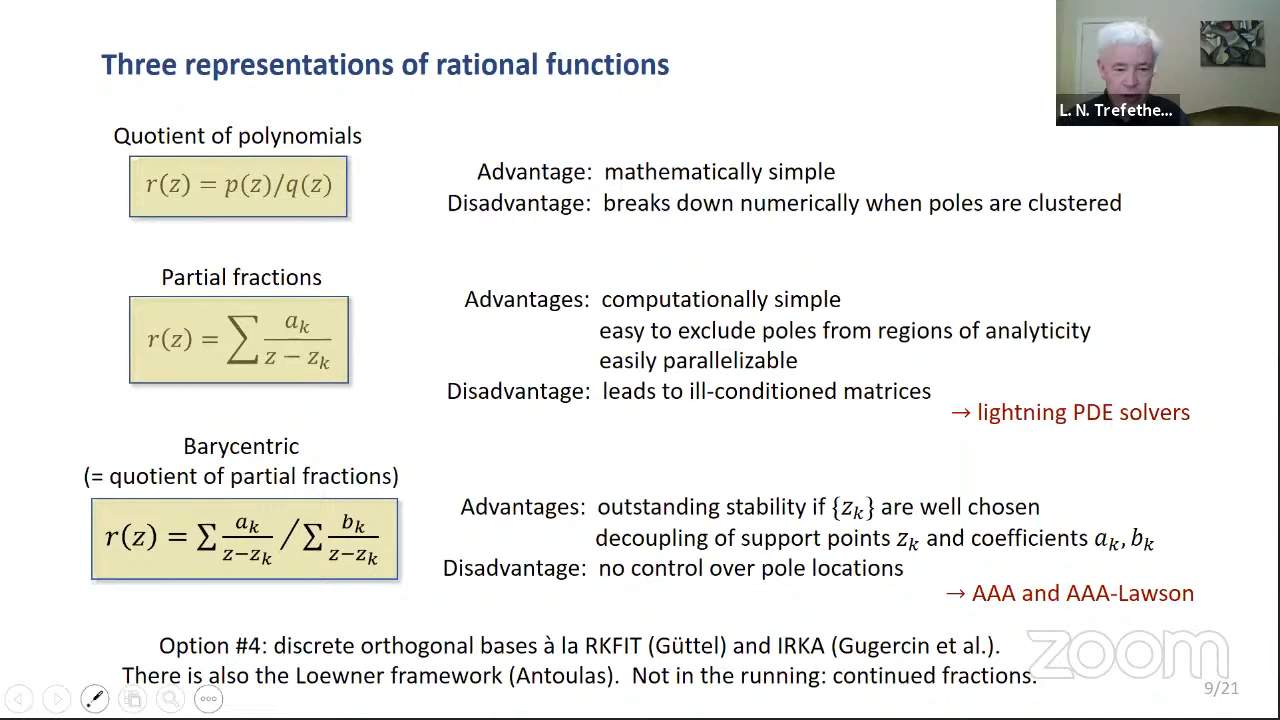 Three representations of rational functions
L. N. Trefethe...
Quotient of polynomials
r(z) = p(z)/q(z)
Advantage: mathematically simple
Disadvantage: breaks down numerically when poles are clustered
Partial fractions
r(z) = ∑ a_k / (z − z_k)
Advantages: computationally simple
easy to exclude poles from regions of analyticity
easily parallelizable
Disadvantage: leads to ill-conditioned matrices
→ lightning PDE solvers
Barycentric
(= quotient of partial fractions)
r(z) = ∑ a_k/(z−z_k) / ∑ b_k/(z−z_k)
Advantages: outstanding stability if {z_k} are well chosen
decoupling of support points z_k and coefficients a_k, b_k
Disadvantage: no control over pole locations
→ AAA and AAA-Lawson
Option #4: discrete orthogonal bases à la RKFIT (Güttel) and IRKA (Gugercin et al.).
There is also the Loewner framework (Antoulas). Not in the running: continued fractions.
zoom
9/21